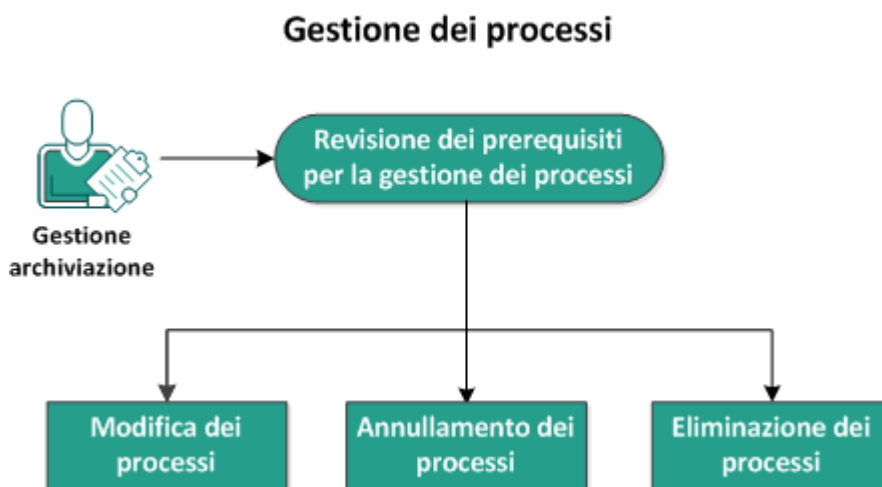 Gestione dei processi
Revisione dei prerequisiti
per la gestione dei processi
Gestione
archiviazione
Modifica dei
processi
Annullamento dei
processi
Eliminazione dei
processi